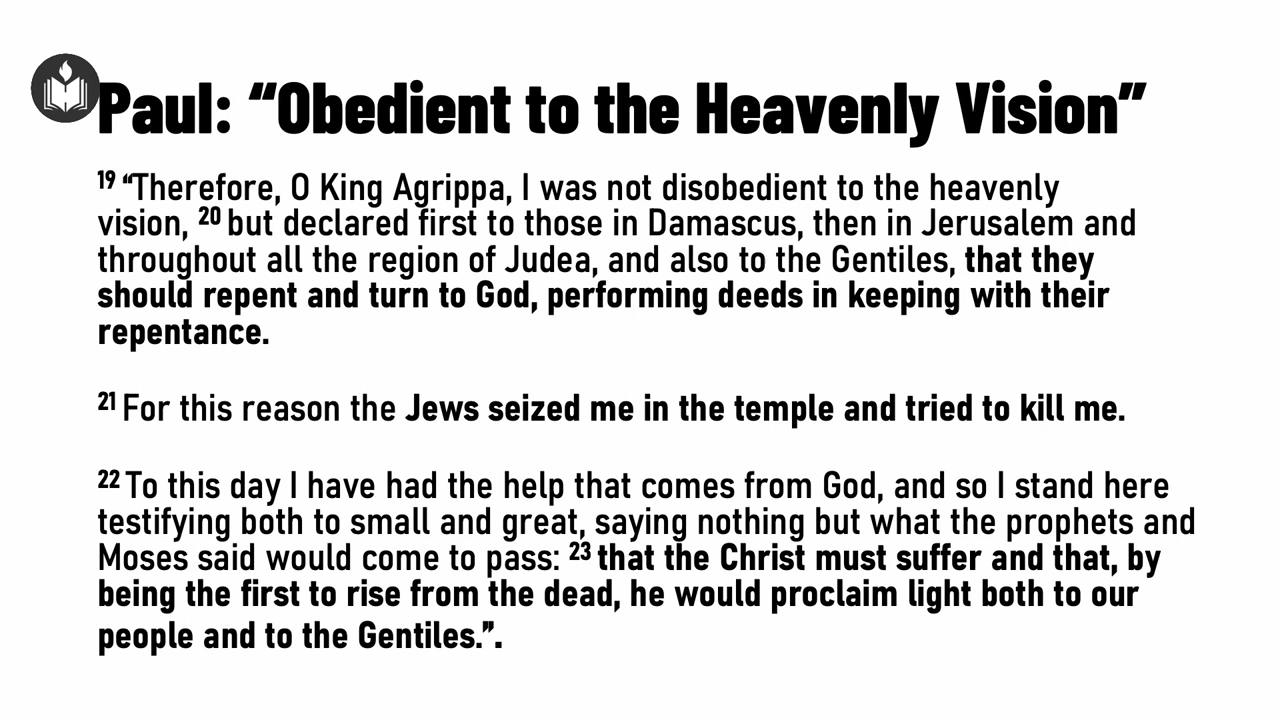 Paul: “Obedient to the Heavenly Vision”
19 “Therefore, O King Agrippa, I was not disobedient to the heavenly
vision, 20 but declared first to those in Damascus, then in Jerusalem and
throughout all the region of Judea, and also to the Gentiles, that they
should repent and turn to God, performing deeds in keeping with their
repentance.
21 For this reason the Jews seized me in the temple and tried to kill me.
22 To this day I have had the help that comes from God, and so I stand here
testifying both to small and great, saying nothing but what the prophets and
Moses said would come to pass: 23 that the Christ must suffer and that, by
being the first to rise from the dead, he would proclaim light both to our
people and to the Gentiles.”.